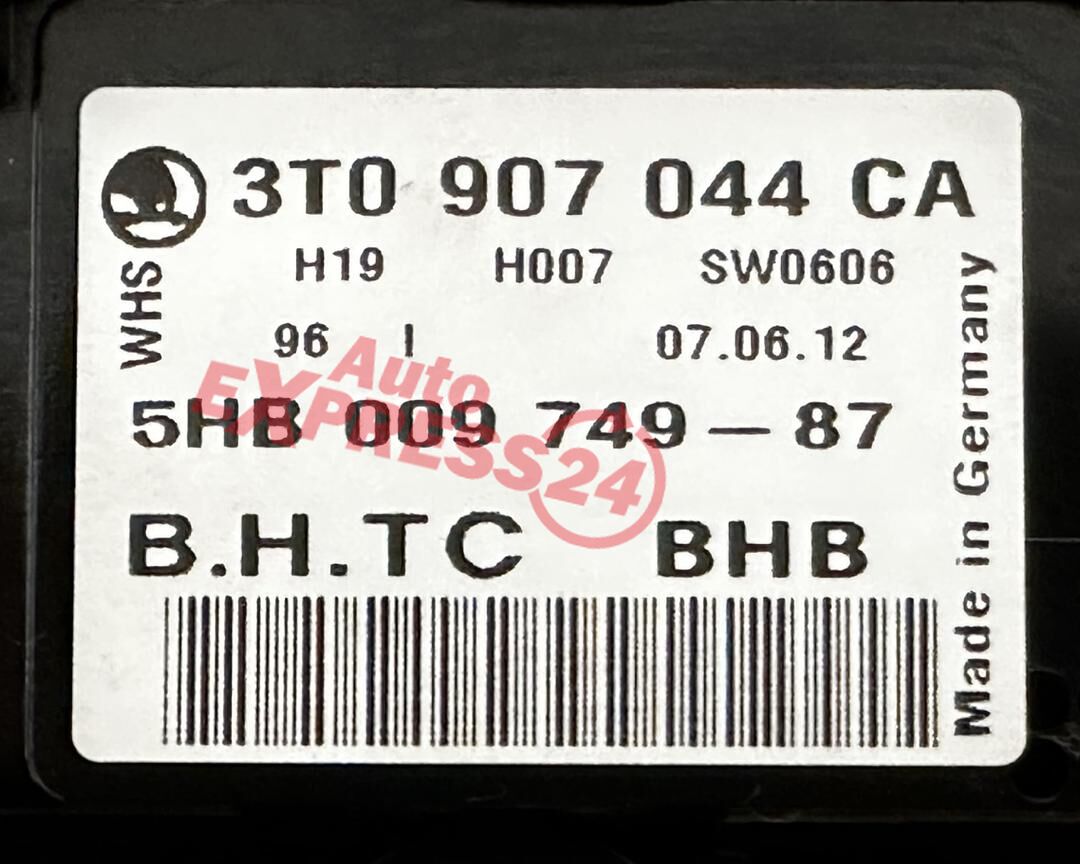 3T0 907 044 CA
H19 H007 SW0606
WHS
96 I 07.06.12
Auto
EXPRESS24
5HB 009 749-87
B.H.TC BHB
Made in Germany